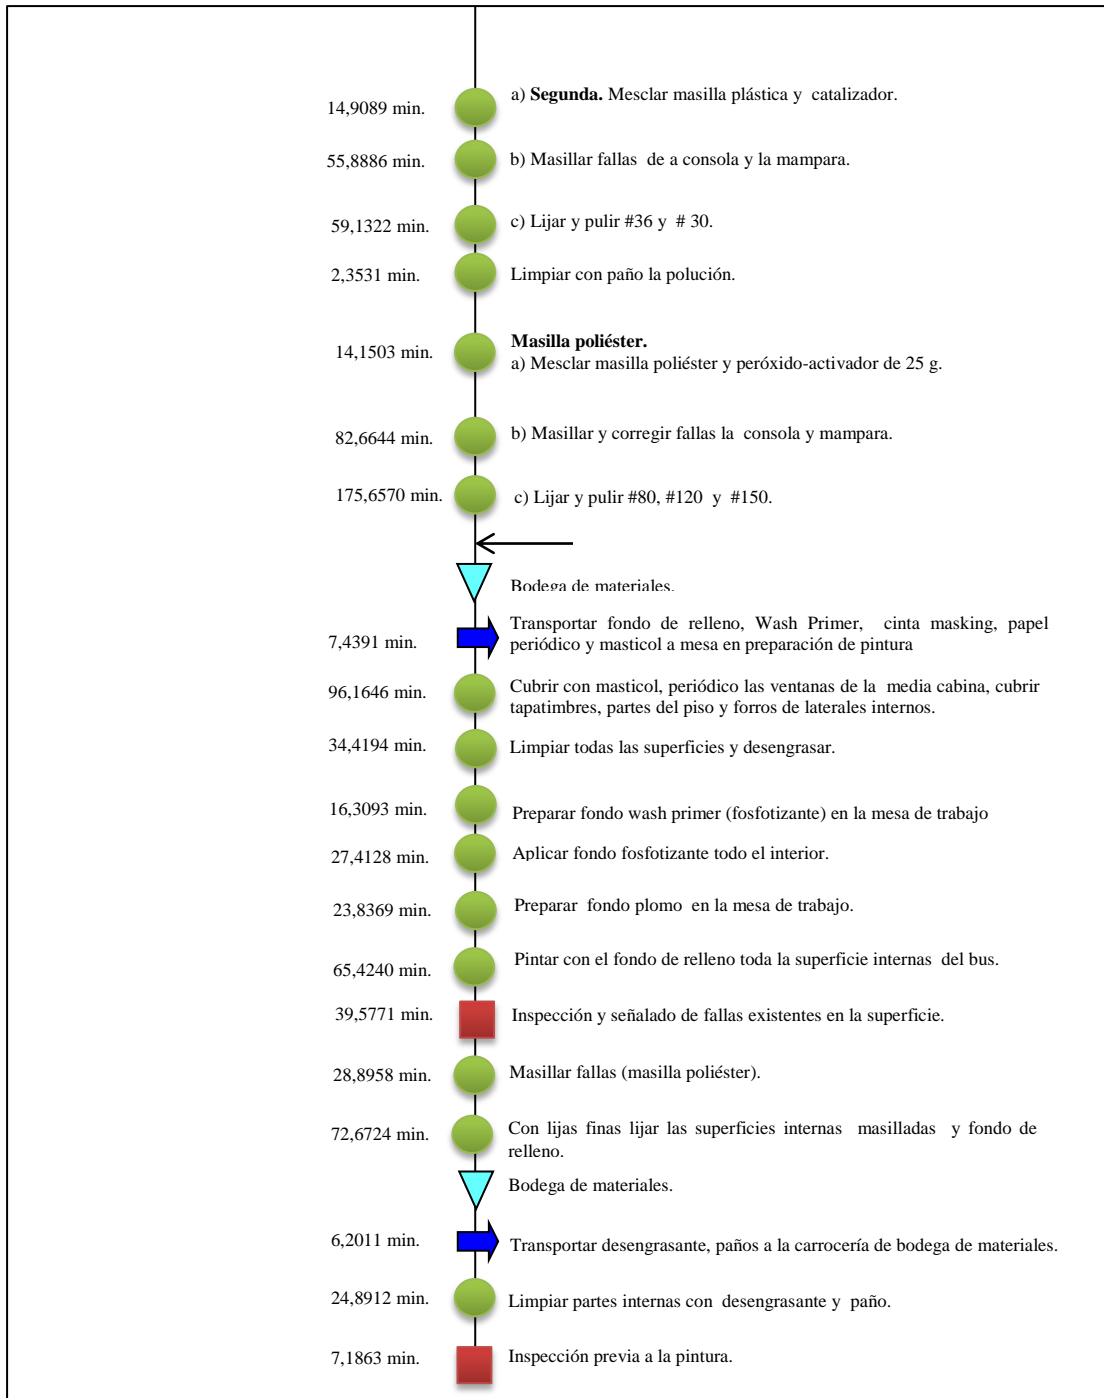 14,9089 min.
a) Segunda. Mesclar masilla plástica y catalizador.
55,8886 min.
b) Masillar fallas de a consola y la mampara.
59,1322 min.
c) Lijar y pulir #36 y # 30.
2,3531 min.
Limpiar con paño la polución.
Masilla poliéster.
14,1503 min.
a) Mesclar masilla poliéster y peróxido-activador de 25 g.
82,6644 min.
b) Masillar y corregir fallas la consola y mampara.
175,6570 min.
c) Lijar y pulir #80, #120 y #150.
Bodega de materiales.
Transportar fondo de relleno, Wash Primer, cinta masking, papel
7,4391 min.
periódico y masticol a mesa en preparación de pintura
96,1646 min.
Cubrir con masticol, periódico las ventanas de la media cabina, cubrir
tapatimbres, partes del piso y forros de laterales internos.
34,4194 min.
Limpiar todas las superficies y desengrasar.
16,3093 min.
Preparar fondo wash primer (fosfotizante) en la mesa de trabajo
27,4128 min.
Aplicar fondo fosfotizante todo el interior.
23,8369 min.
Preparar fondo plomo en la mesa de trabajo.
65,4240 min.
Pintar con el fondo de relleno toda la superficie internas del bus.
39,5771 min.
Inspección y señalado de fallas existentes en la superficie.
28,8958 min.
Masillar fallas (masilla poliéster).
72,6724 min.
Con lijas finas lijar las superficies internas masilladas y fondo de
relleno.
Bodega de materiales.
6,2011 min.
Transportar desengrasante, paños a la carrocería de bodega de materiales.
24,8912 min.
Limpiar partes internas con desengrasante y paño.
7,1863 min.
Inspección previa a la pintura.